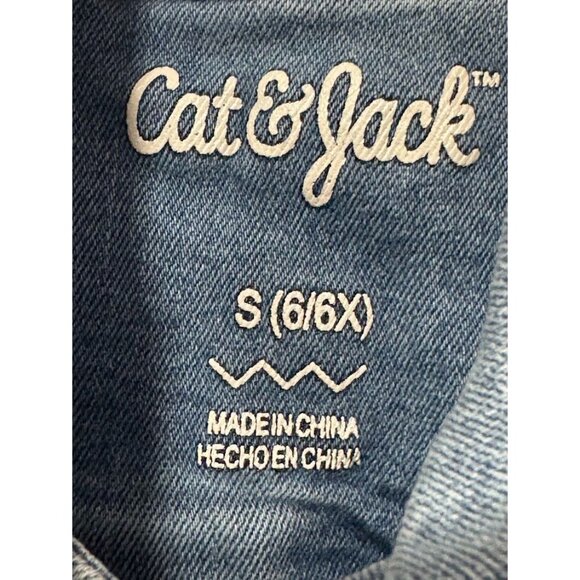 Cat & Jack™
S (6/6X)
MADE IN CHINA
HECHO EN CHINA